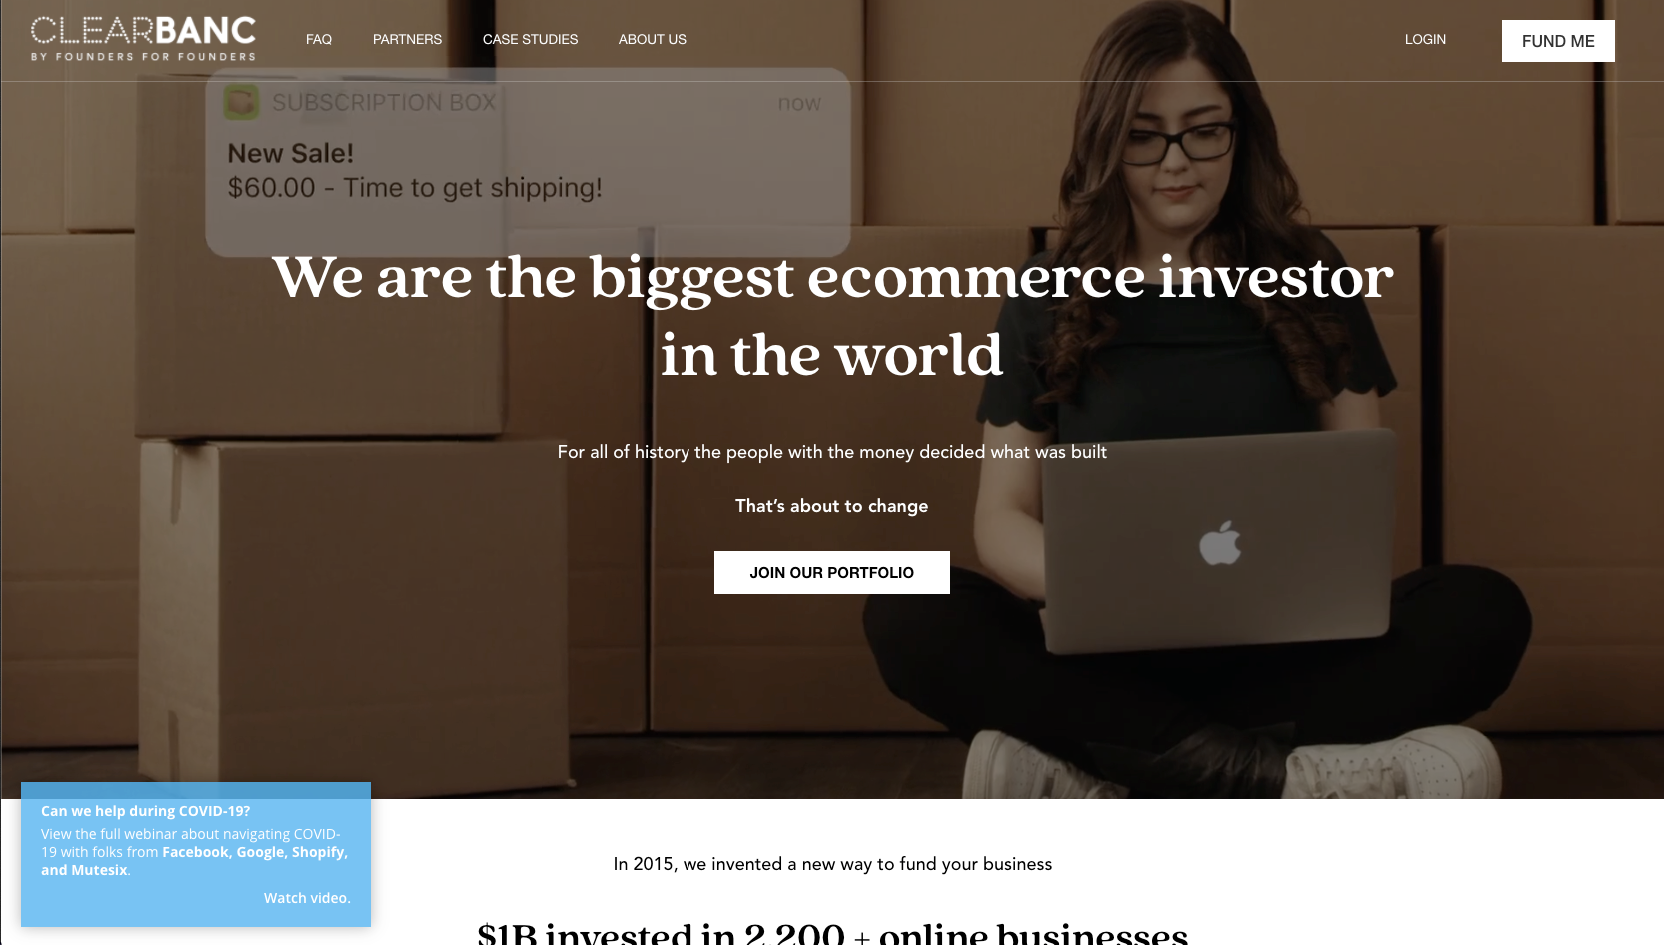 CLEARBANC
BY FOUNDERS FOR FOUNDERS
FAQ
PARTNERS
CASE STUDIES
ABOUT US
LOGIN
FUND ME
SUBSCRIPTION BOX
now
New Sale!
$60.00 - Time to get shipping!
We are the biggest ecommerce investor
in the world
For all of history the people with the money decided what was built
That's about to change
JOIN OUR PORTFOLIO
Can we help during COVID-19?
View the full webinar about navigating COVID-
19 with folks from Facebook, Google, Shopify,
and Mutesix.
Watch video.
In 2015, we invented a new way to fund your business
$1B invested in 2,200 + online businesses